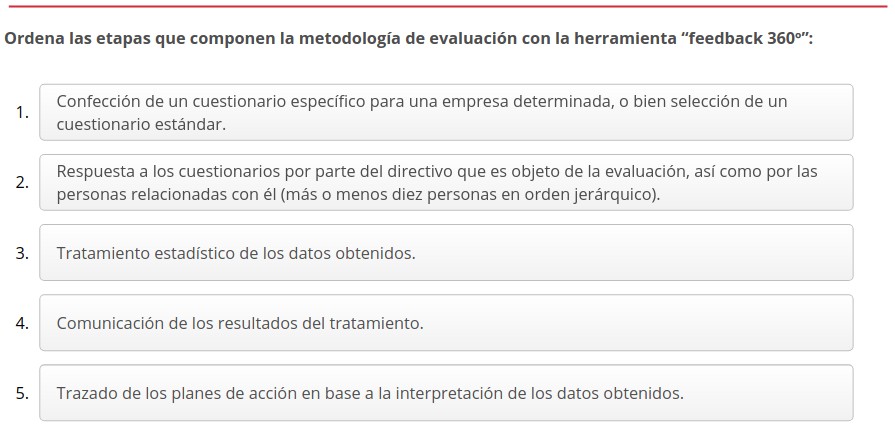 Ordena las etapas que componen la metodología de evaluación con la herramienta “feedback 360º”:
1.
Confección de un cuestionario específico para una empresa determinada, o bien selección de un
cuestionario estándar.
2.
Respuesta a los cuestionarios por parte del directivo que es objeto de la evaluación, así como por las
personas relacionadas con él (más o menos diez personas en orden jerárquico).
3.
Tratamiento estadístico de los datos obtenidos.
4.
Comunicación de los resultados del tratamiento.
5.
Trazado de los planes de acción en base a la interpretación de los datos obtenidos.